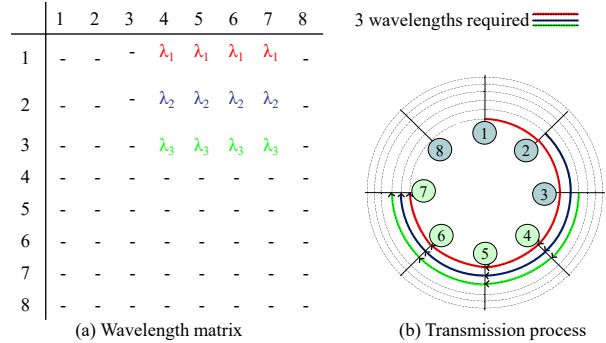 1 2 3 4 5 6 7 8
1 - - - λ1 λ1 λ1 λ1 -
2 - - - λ2 λ2 λ2 λ2 -
3 - - - λ3 λ3 λ3 λ3 -
4 - - - - - - - -
5 - - - - - - - -
6 - - - - - - - -
7 - - - - - - - -
8 - - - - - - - -
(a) Wavelength matrix
3 wavelengths required
1
2
3
4
5
6
7
8
(b) Transmission process